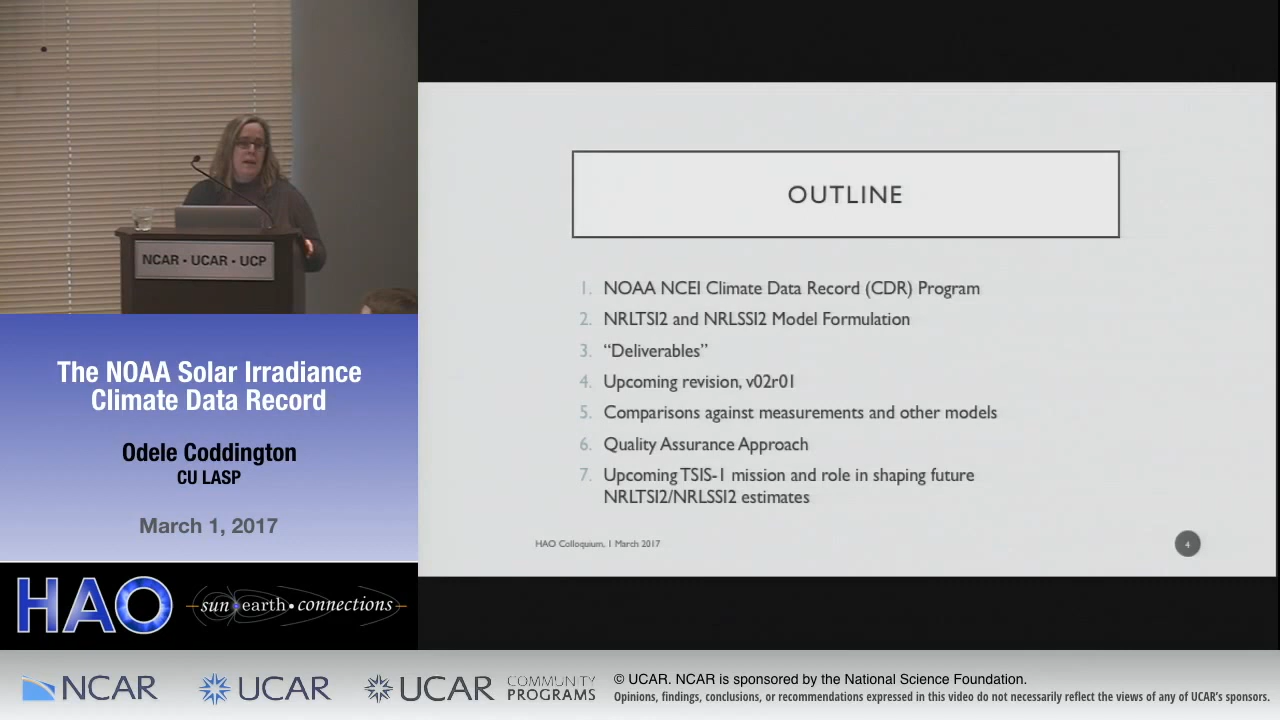 NCAR • UCAR • UCP
The NOAA Solar Irradiance
Climate Data Record
Odele Coddington
CU LASP
March 1, 2017
HAO
sun•earth•connections
OUTLINE
1. NOAA NCEI Climate Data Record (CDR) Program
2. NRLTSI2 and NRLSSI2 Model Formulation
3. “Deliverables”
4. Upcoming revision, v02r01
5. Comparisons against measurements and other models
6. Quality Assurance Approach
7. Upcoming TSIS-1 mission and role in shaping future
NRLTSI2/NRLSSI2 estimates
HAO Colloquium, 1 March 2017
4
NCAR
UCAR
UCAR
COMMUNITY
PROGRAMS
© UCAR. NCAR is sponsored by the National Science Foundation.
Opinions, findings, conclusions, or recommendations expressed in this video do not necessarily reflect the views of any of UCAR's sponsors.